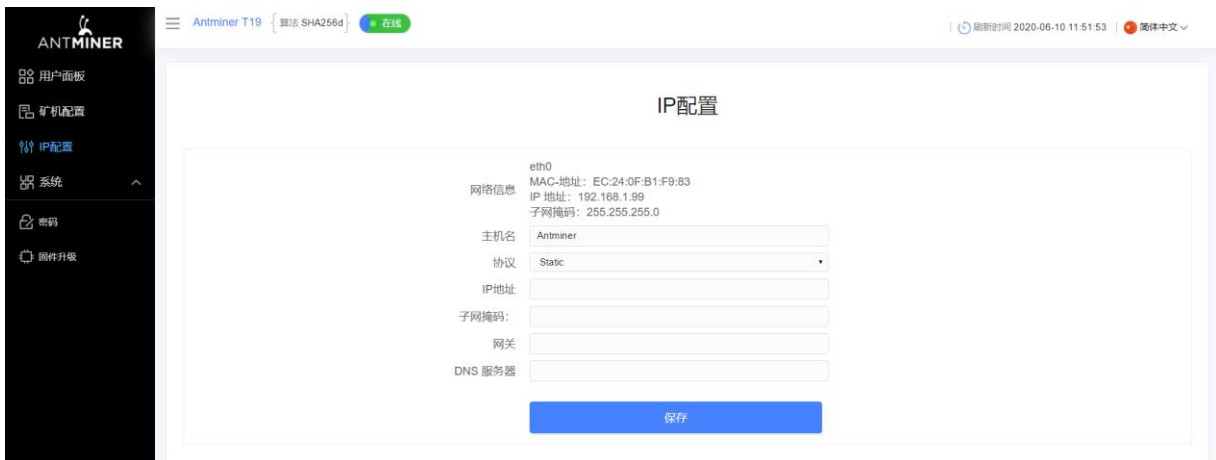 ANTMINER
Antminer T19 { 算法 SHA256d } 在线
刷新时间 2020-06-10 11:51:53
简体中文
用户面板
矿机配置
IP配置
系统
密码
固件升级
IP配置
网络信息
eth0
MAC-地址： EC:24:0F:B1:F9:83
IP 地址： 192.168.1.99
子网掩码： 255.255.255.0
主机名 Antminer
协议 Static
IP地址
子网掩码：
网关
DNS 服务器
保存